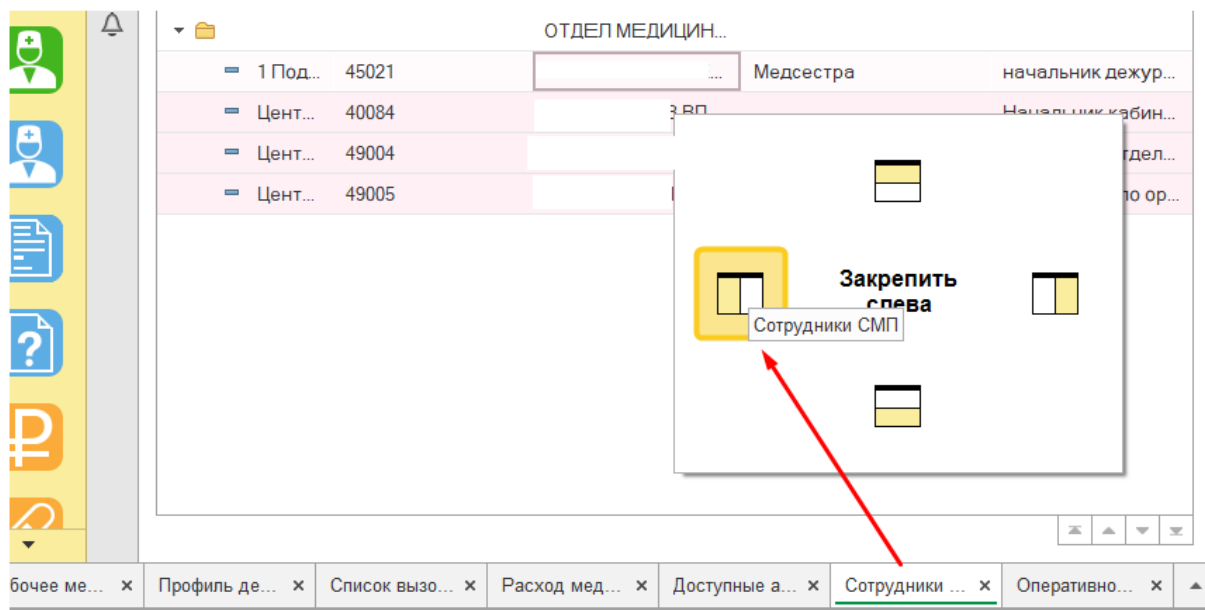 ОТДЕЛ МЕДИЦИН...
1 Под... 45021 ... Медсестра начальник дежур...
Цент... 40084 З ВП Начальник кабин...
Цент... 49004 тдел...
Цент... 49005 по ор...
Закрепить
слева
Сотрудники СМП
?
₽
бочее ме... × Профиль де... × Список вызо... × Расход мед... × Доступные а... × Сотрудники ... × Оперативно... ×